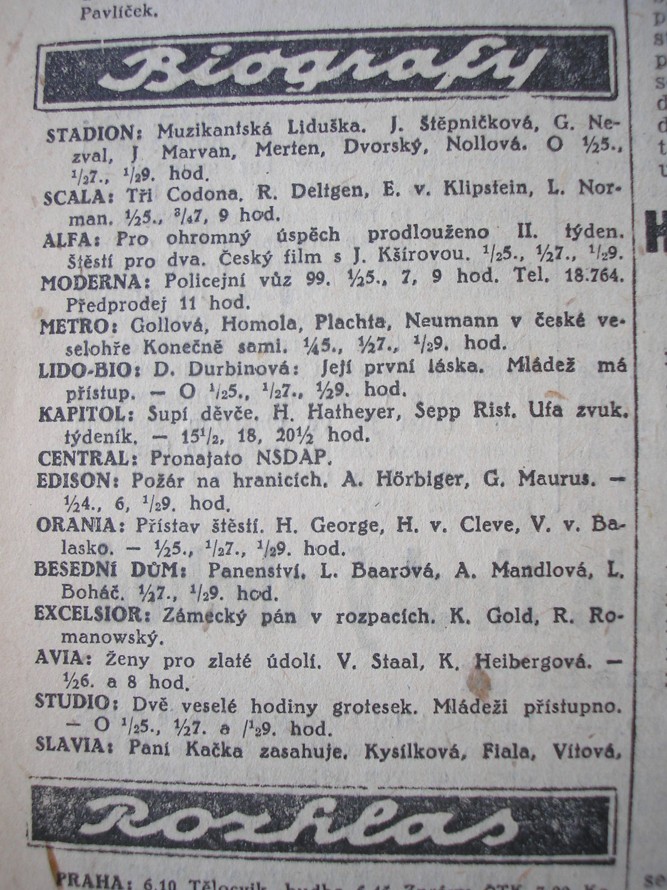 Pavlíček.
Biografy
STADION: Muzikantská Liduška. J. Štěpničková, G. Ne-
zval, J Marvan, Merten, Dvorský, Nollová. O ½5.,
½7., ½9. hod.
SCALA: Tři Codona. R. Deltgen, E. v. Klipstein, L. Nor-
man. ½5., ¾7, 9 hod.
ALFA: Pro ohromný úspěch prodlouženo II. týden.
Štěstí pro dva. Český film s J. Kšírovou. ½5., ½7., ½9.
MODERNA: Policejní vůz 99. ½5., 7, 9 hod. Tel. 18.764.
Předprodej 11 hod.
METRO: Gollová, Homola, Plachta, Neumann v české ve-
selohře Konečně sami. ¼5., ½7., ½9. hod.
LIDO-BIO: D. Durbinová: Její první láska. Mládež má
přístup. — O ½5., ½7., ½9. hod.
KAPITOL: Supí děvče. H. Hatheyer, Sepp Rist. Ufa zvuk.
týdeník. — 15½, 18, 20½ hod.
CENTRAL: Pronajato NSDAP.
EDISON: Požár na hranicích. A. Hörbiger, G. Maurus. —
½4., 6, ½9. hod.
ORANIA: Přístav štěstí. H. George, H. v. Cleve, V. v. Ba-
lasko. — ½5., ½7., ½9. hod.
BESEDNÍ DŮM: Panenství. L. Baarová, A. Mandlová, L.
Boháč. ½7., ½9. hod.
EXCELSIOR: Zámecký pán v rozpacích. K. Gold, R. Ro-
manowský.
AVIA: Ženy pro zlaté údolí. V. Staal, K. Heibergová. —
½6. a 8 hod.
STUDIO: Dvě veselé hodiny grotesek. Mládeži přístupno.
— O ½5., ½7. a /½9. hod.
SLAVIA: Paní Kačka zasahuje. Kysilková, Fiala, Vítová,
Rozhlas
PRAHA: 6.10 Tělocvik, hudba